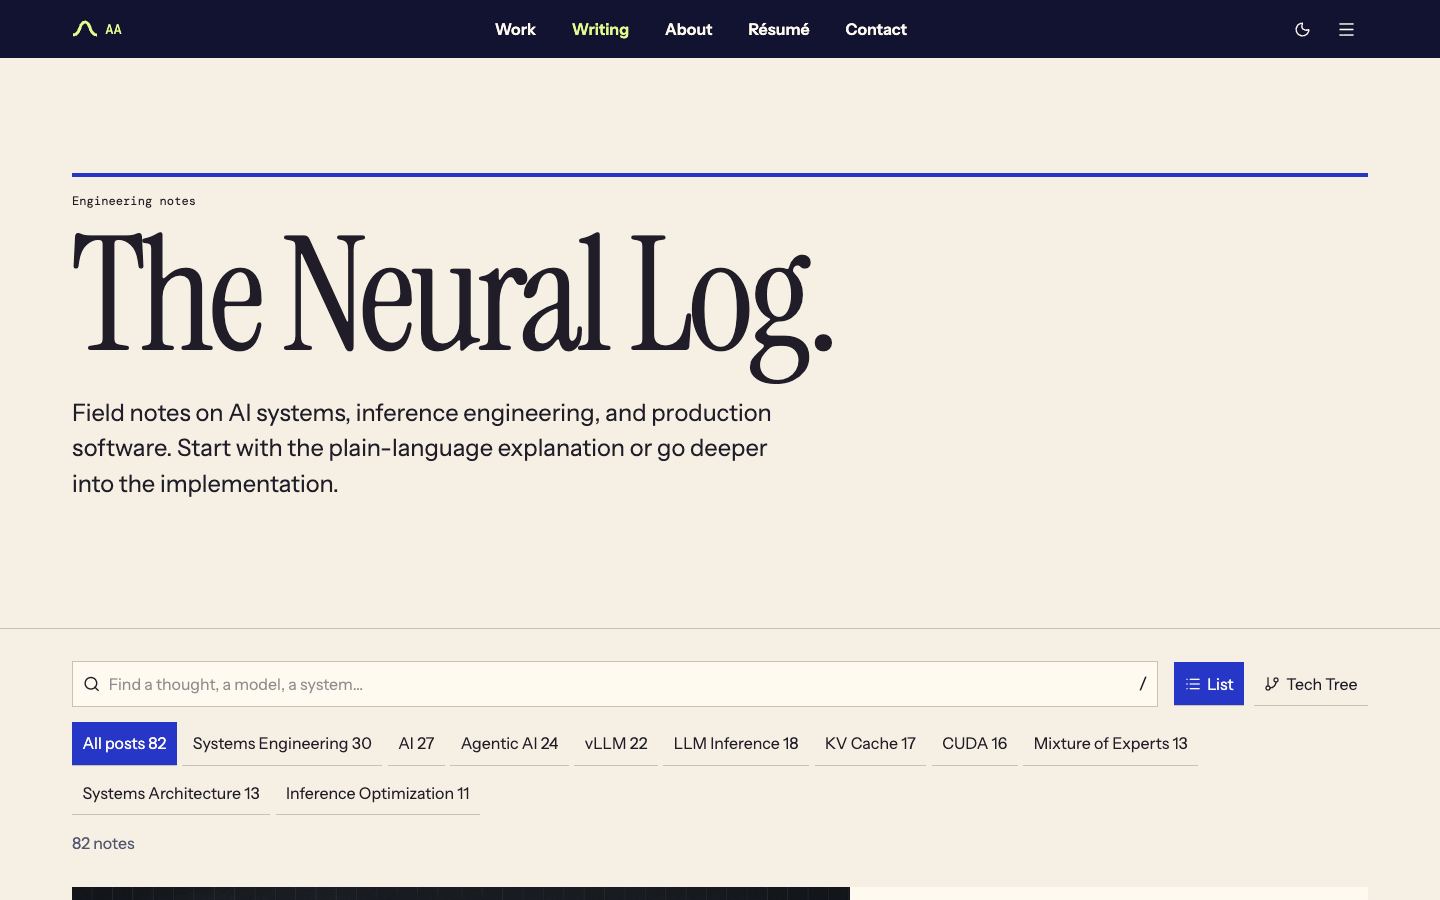 AA
Work
Writing
About
Résumé
Contact
Engineering notes
The Neural Log.
Field notes on AI systems, inference engineering, and production
software. Start with the plain-language explanation or go deeper
into the implementation.
Find a thought, a model, a system...
/
List
Tech Tree
All posts 82
Systems Engineering 30
AI 27
Agentic AI 24
vLLM 22
LLM Inference 18
KV Cache 17
CUDA 16
Mixture of Experts 13
Systems Architecture 13
Inference Optimization 11
82 notes